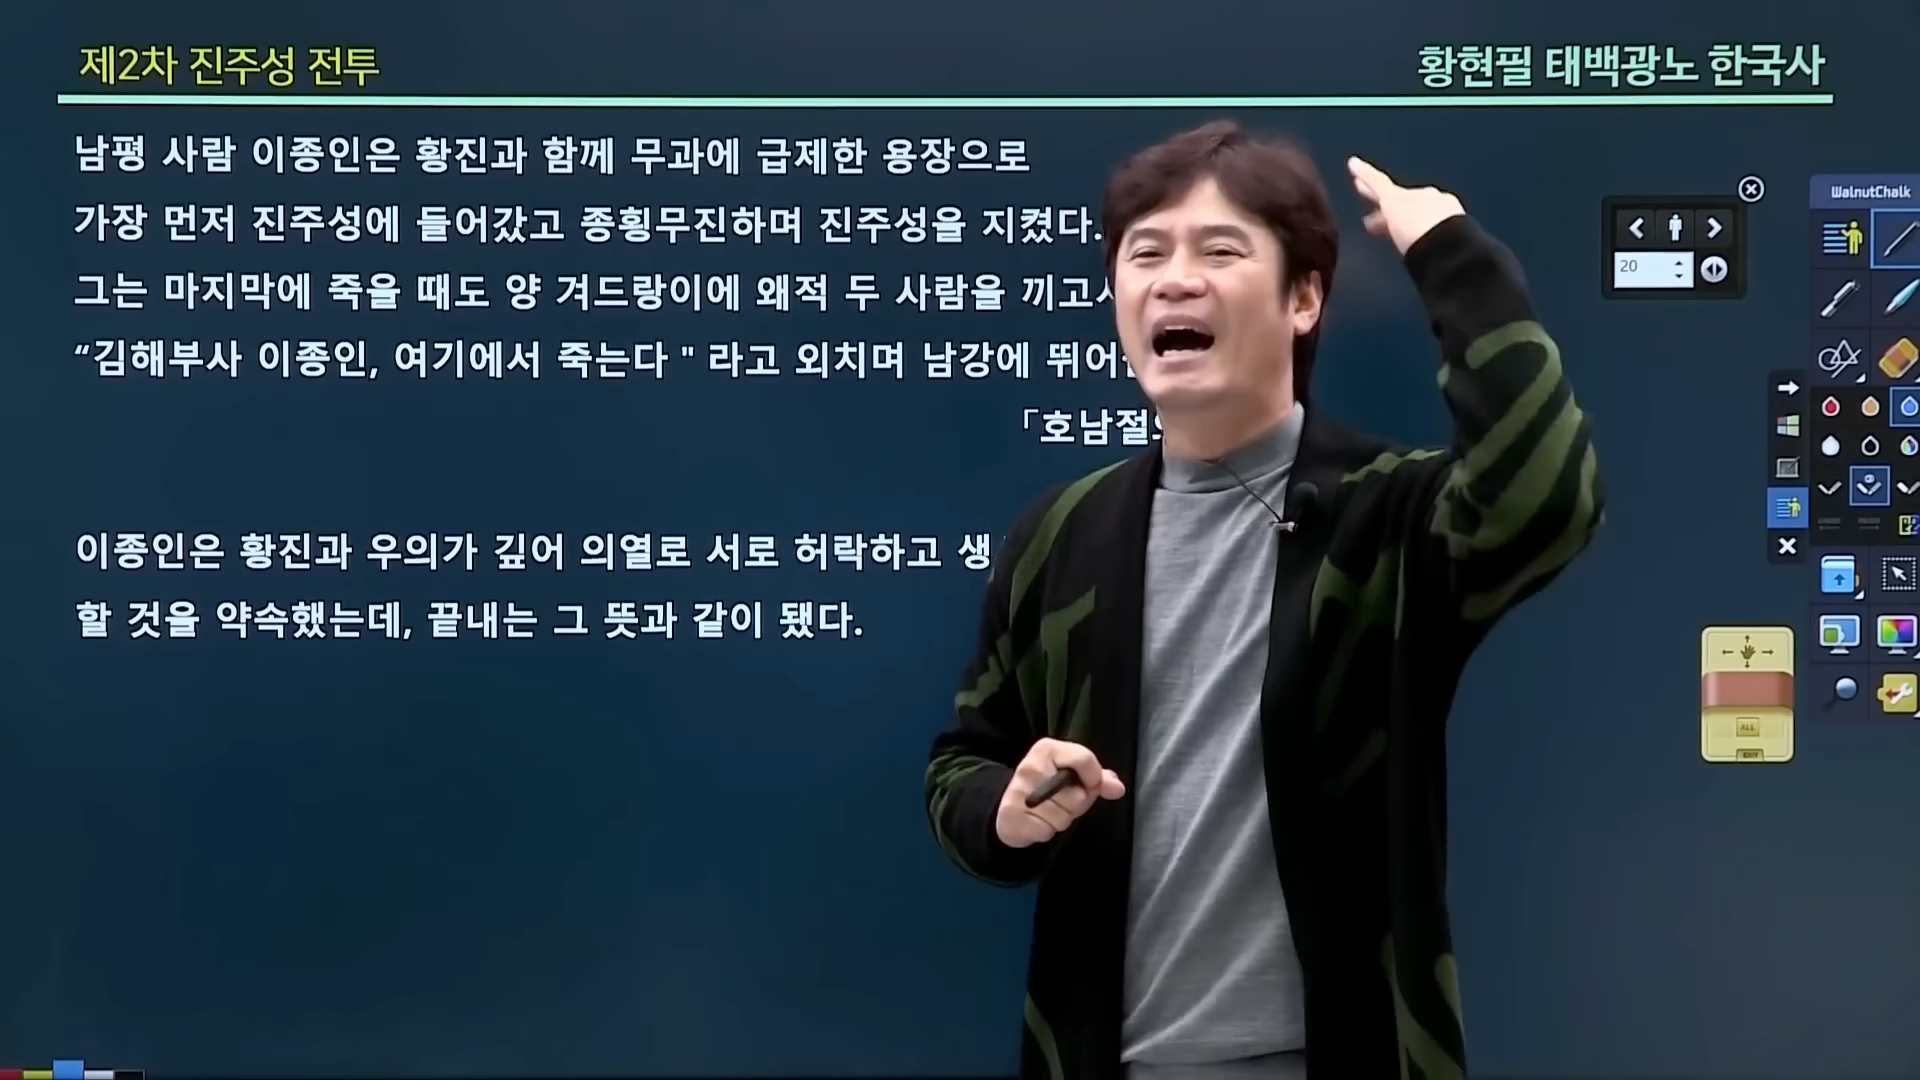 제2차 진주성 전투
황현필 태백광노 한국사
남평 사람 이종인은 황진과 함께 무과에 급제한 용장으로
가장 먼저 진주성에 들어갔고 종횡무진하며 진주성을 지켰다.
그는 마지막에 죽을 때도 양 겨드랑이에 왜적 두 사람을 끼고
“김해부사 이종인, 여기에서 죽는다 " 라고 외치며 남강에
「호남절
이종인은 황진과 우의가 깊어 의열로 서로 허락하고 생
할 것을 약속했는데, 끝내는 그 뜻과 같이 됐다.
WalnutChalk
20
ALL
EXIT